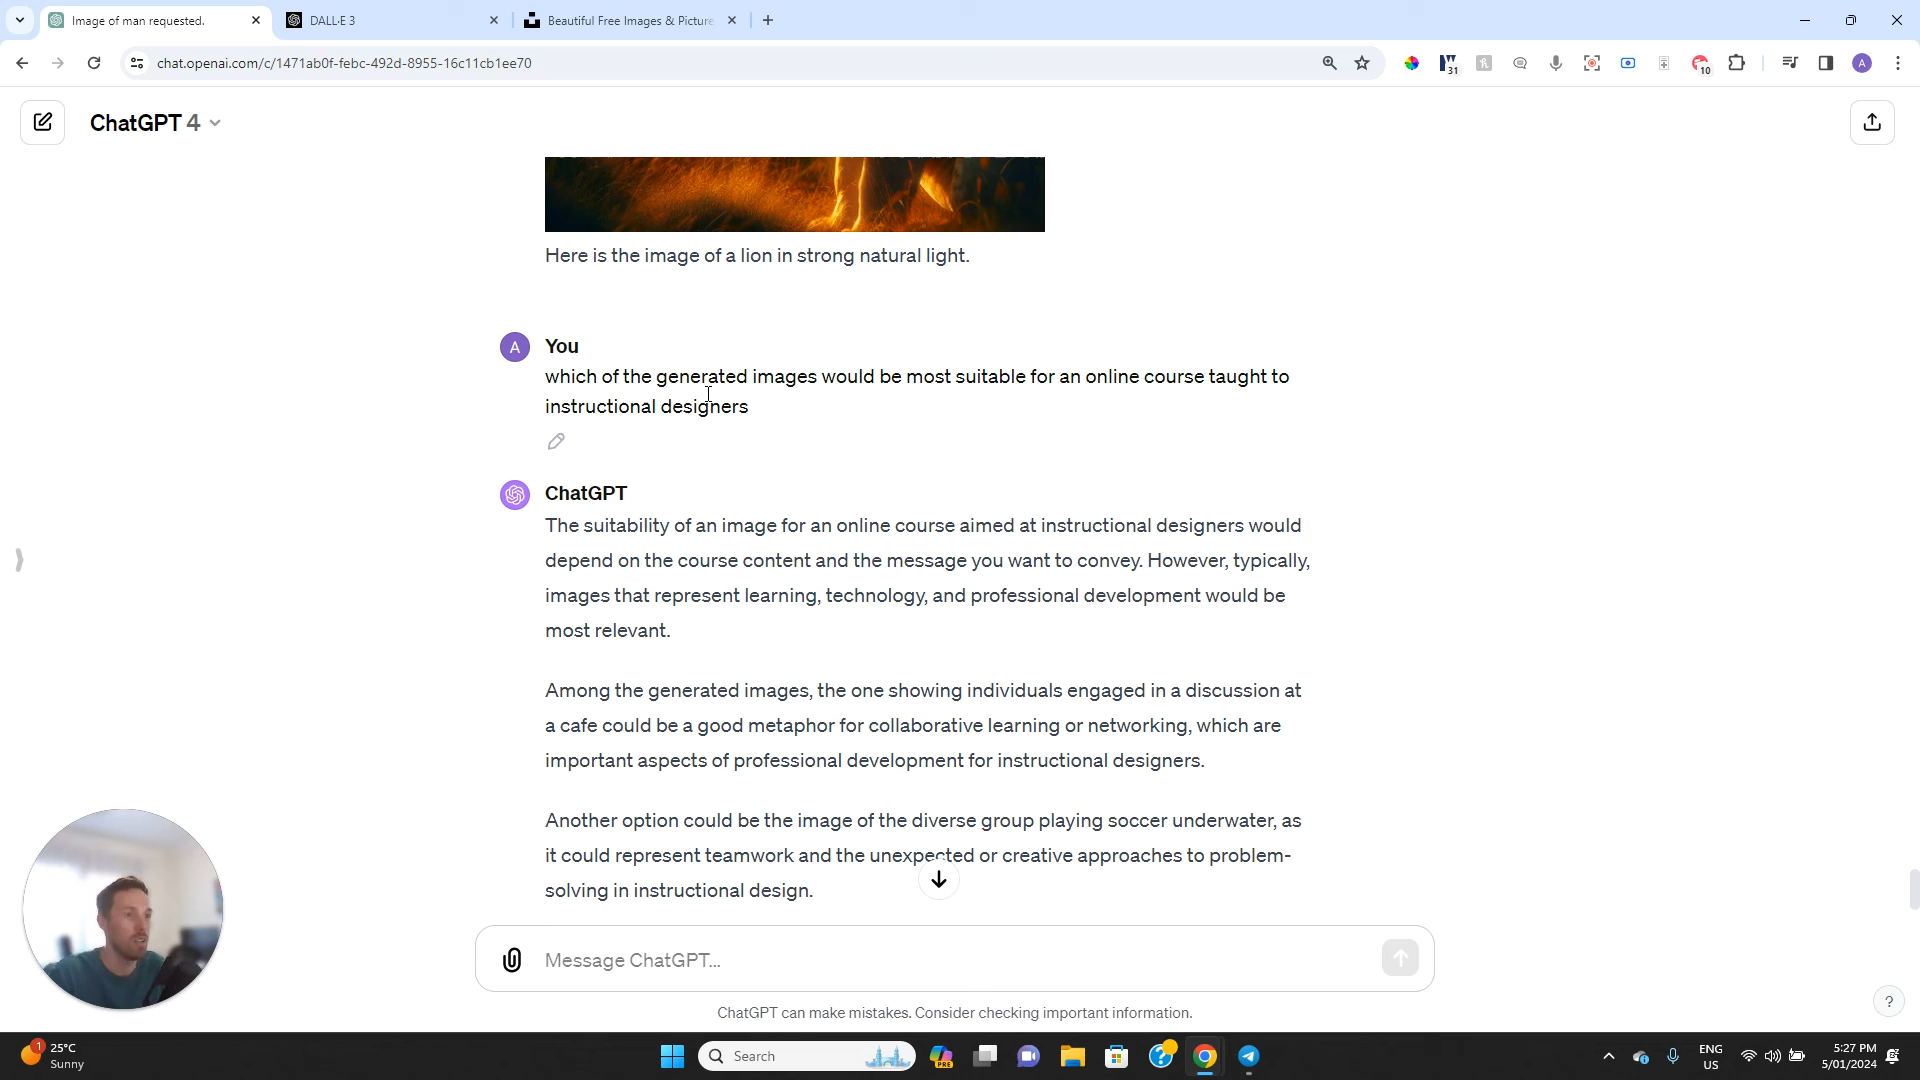 Image of man requested.
DALL·E 3
Beautiful Free Images & Picture
chat.openai.com/c/1471ab0f-febc-492d-8955-16c11cb1ee70
31
10
A
ChatGPT 4
Here is the image of a lion in strong natural light.
A
You
which of the generated images would be most suitable for an online course taught to
instructional designers
ChatGPT
The suitability of an image for an online course aimed at instructional designers would
depend on the course content and the message you want to convey. However, typically,
images that represent learning, technology, and professional development would be
most relevant.
Among the generated images, the one showing individuals engaged in a discussion at
a cafe could be a good metaphor for collaborative learning or networking, which are
important aspects of professional development for instructional designers.
Another option could be the image of the diverse group playing soccer underwater, as
it could represent teamwork and the unexpected or creative approaches to problem-
solving in instructional design.
Message ChatGPT...
ChatGPT can make mistakes. Consider checking important information.
?
1
25°C
Sunny
Search
PRE
ENG
US
5:27 PM
5/01/2024